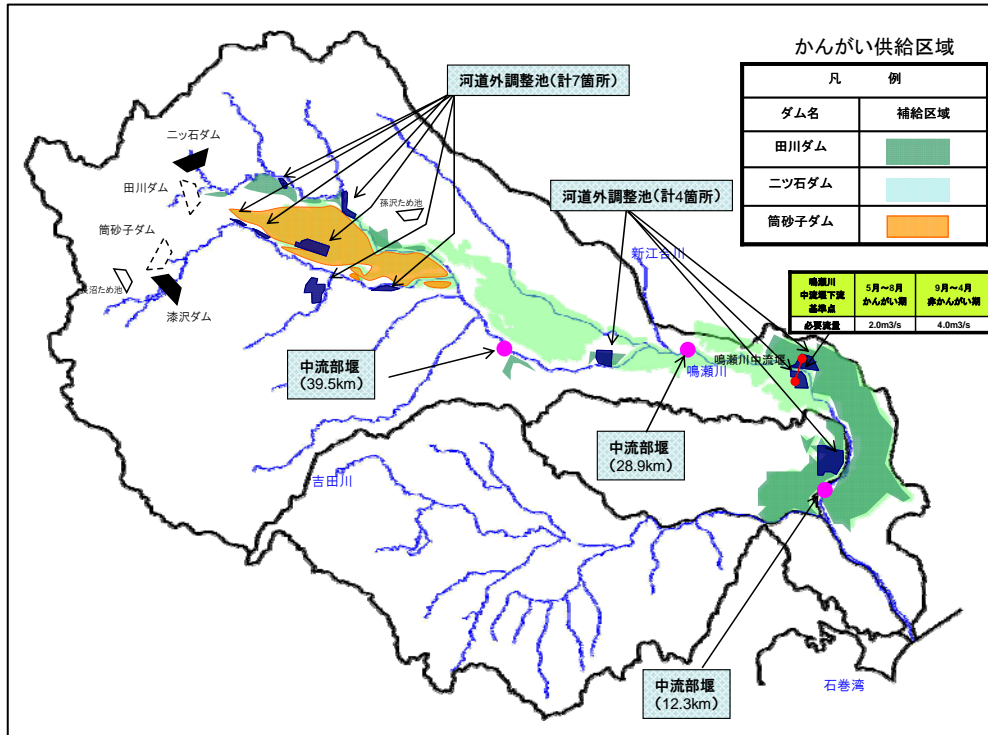 かんがい供給区域
凡 例
ダム名 補給区域
田川ダム
二ツ石ダム
筒砂子ダム
河道外調整池(計7箇所)
二ッ石ダム
田川ダム
筒砂子ダム
長沼ため池
漆沢ダム
孫沢ため池
河道外調整池(計4箇所)
新江合川
鳴瀬川
中流堰下流
基準点
5月～8月
かんがい期
9月～4月
非かんがい期
必要流量 2.0m3/s 4.0m3/s
鳴瀬川中流堰
鳴瀬川
中流部堰
(39.5km)
中流部堰
(28.9km)
吉田川
中流部堰
(12.3km)
石巻湾